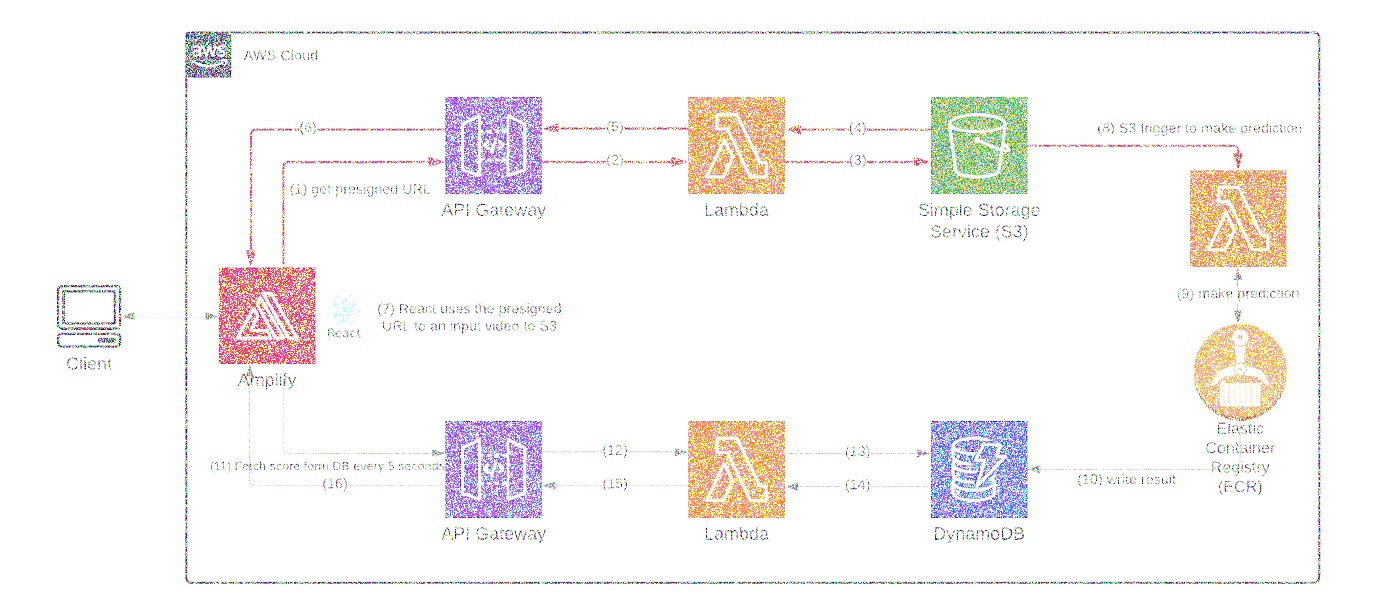 aws
AWS Cloud
(6)
(5)
(4)
(8) S3 trigger to make prediction
(1) get presigned URL
(2)
(3)
API Gateway
Lambda
Simple Storage
Service (S3)
(9) make prediction
(7) React uses the presigned
URL to an input video to S3
React
Client
Amplify
Elastic
Container
Registry
(ECR)
(12)
(13)
(11) Fetch score form DB every 5 seconds
(16)
(15)
(14)
(10) write result
API Gateway
Lambda
DynamoDB